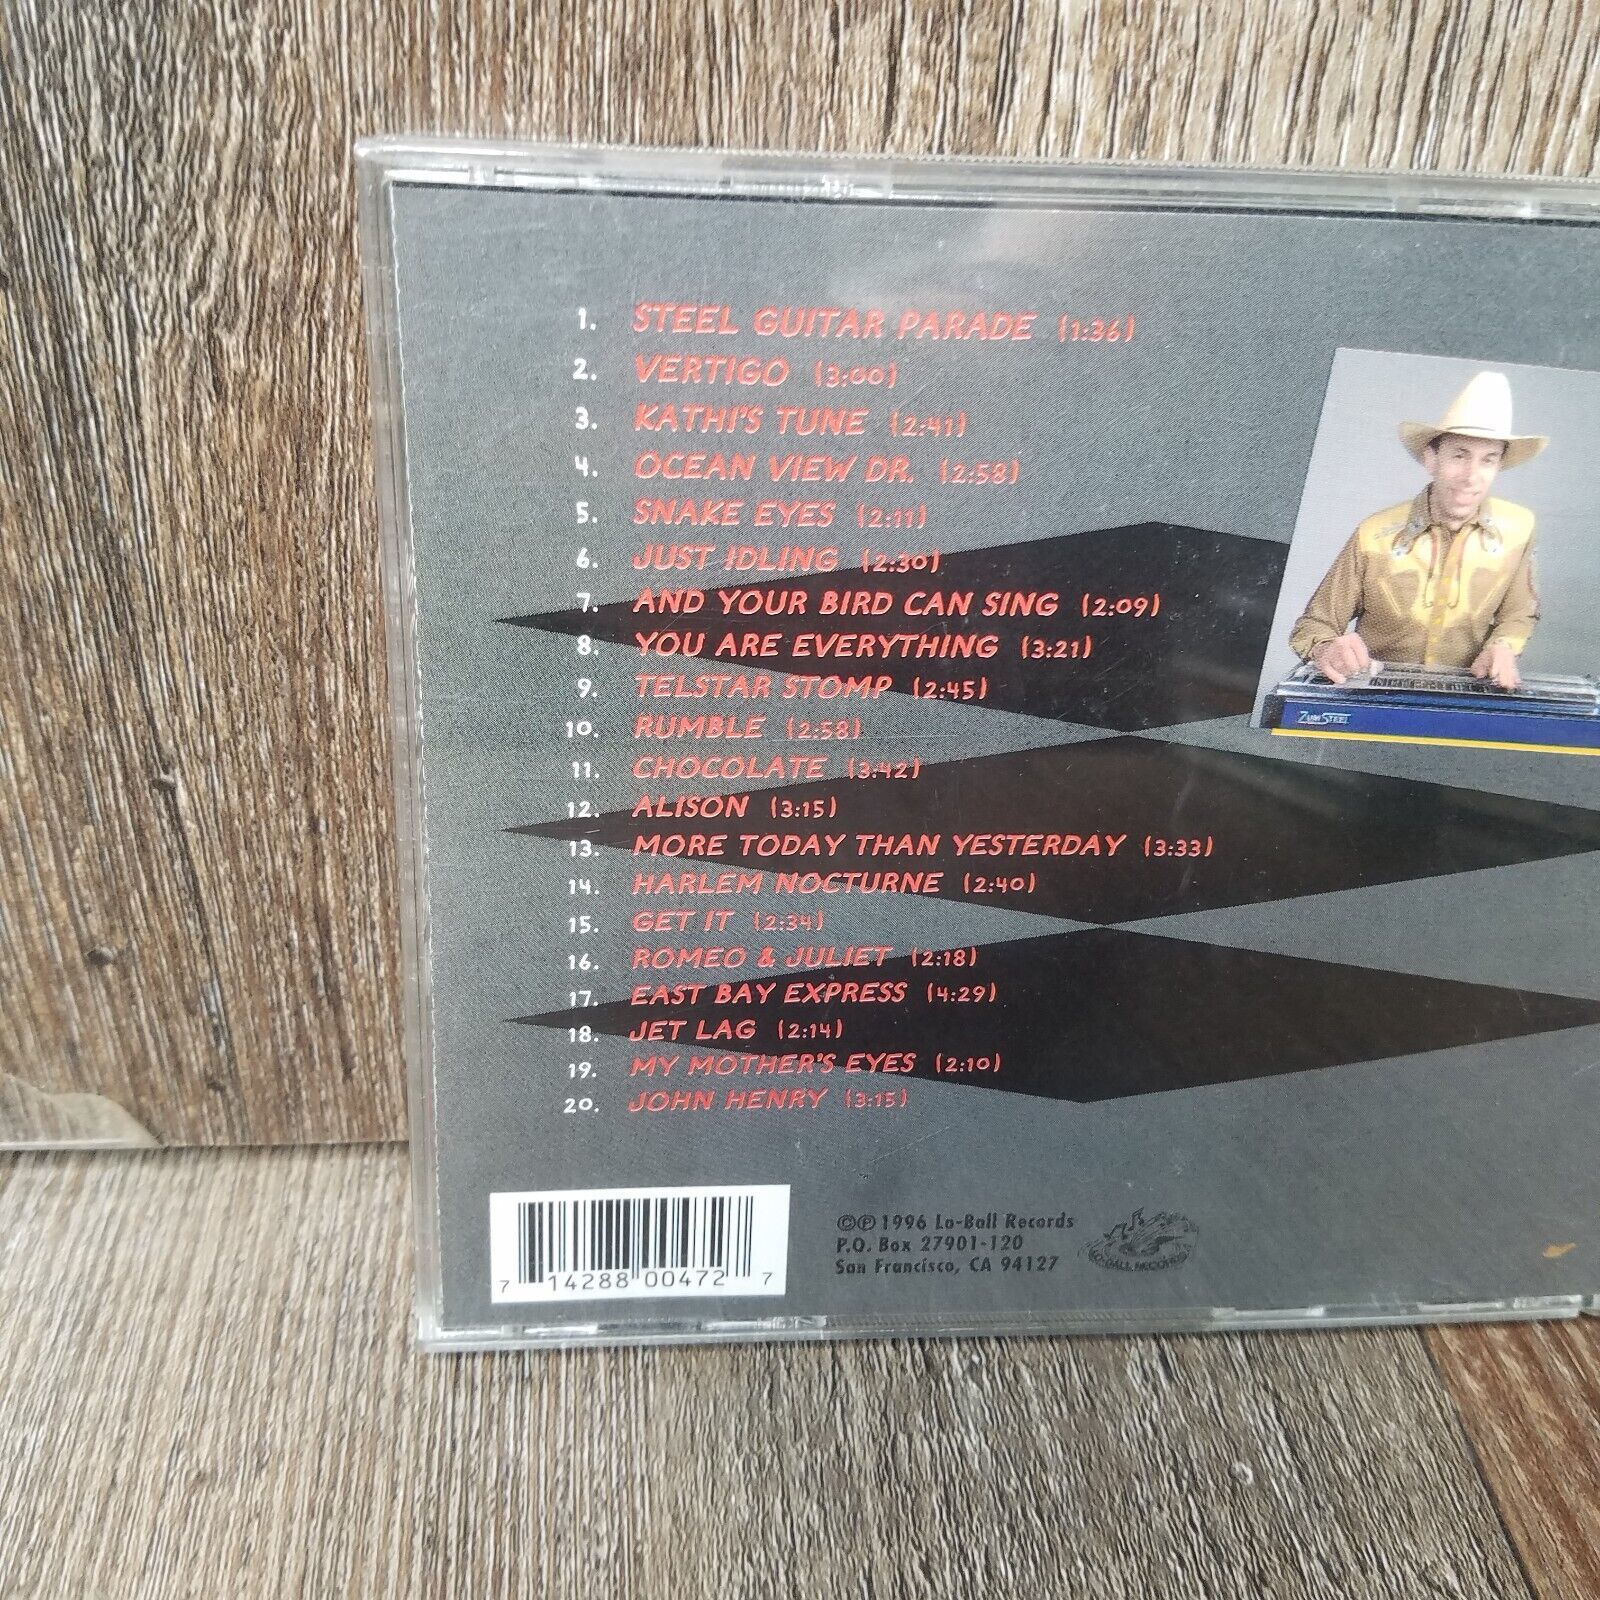 1. STEEL GUITAR PARADE (1:36)
2. VERTIGO (3:00)
3. KATHI'S TUNE (2:41)
4. OCEAN VIEW DR. (2:58)
5. SNAKE EYES (2:11)
6. JUST IDLING (2:30)
7. AND YOUR BIRD CAN SING (2:09)
8. YOU ARE EVERYTHING (3:21)
9. TELSTAR STOMP (2:45)
10. RUMBLE (2:58)
11. CHOCOLATE (3:42)
12. ALISON (3:15)
13. MORE TODAY THAN YESTERDAY (3:33)
14. HARLEM NOCTURNE (2:40)
15. GET IT (2:34)
16. ROMEO & JULIET (2:18)
17. EAST BAY EXPRESS (4:29)
18. JET LAG (2:14)
19. MY MOTHER'S EYES (2:10)
20. JOHN HENRY (3:15)
ZUMSTEEL
7 14288 00472 7
©℗ 1996 Lo-Ball Records
P.O. Box 27901-120
San Francisco, CA 94127
LO-BALL RECORDS